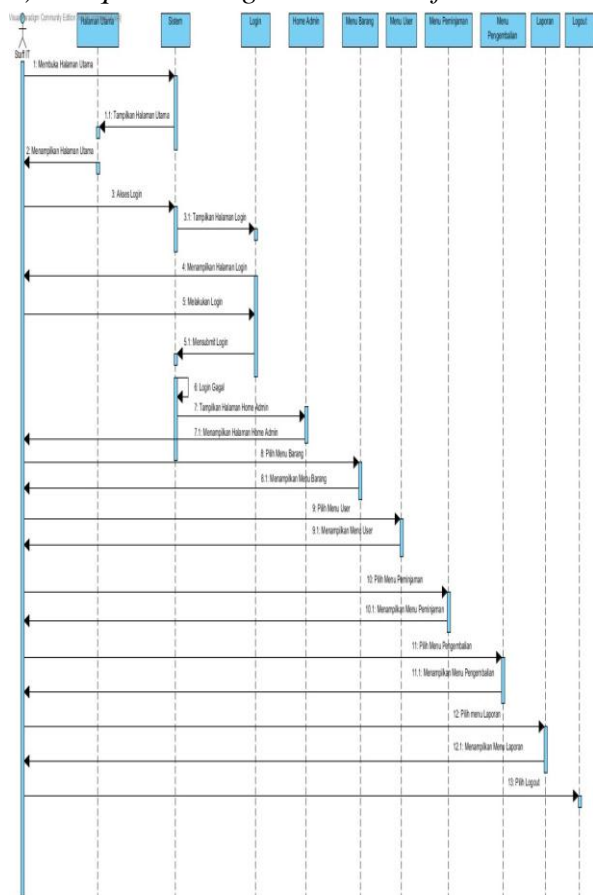 Visual Paradigm Community Edition
Halaman Utama
Sistem
Login
Home Admin
Menu Barang
Menu User
Menu Peminjaman
Menu
Pengembalian
Laporan
Logout
Staff IT
1: Membuka Halaman Utama
1.1: Tampilkan Halaman Utama
2: Menampilkan Halaman Utama
3: Akses Login
3.1: Tampilkan Halaman Login
4: Menampilkan Halaman Login
5: Melakukan Login
5.1: Mensubmit Login
6: Login Gagal
7: Tampilkan Halaman Home Admin
7.1: Menampilkan Halaman Home Admin
8: Pilih Menu Barang
8.1: Menampilkan Menu Barang
9: Pilih Menu User
9.1: Menampilkan Menu User
10: Pilih Menu Peminjaman
10.1: Menampilkan Menu Peminjaman
11: Pilih Menu Pengembalian
11.1: Menampilkan Menu Pengembalian
12: Pilih menu Laporan
12.1: Menampilkan Menu Laporan
13: Pilih Logout